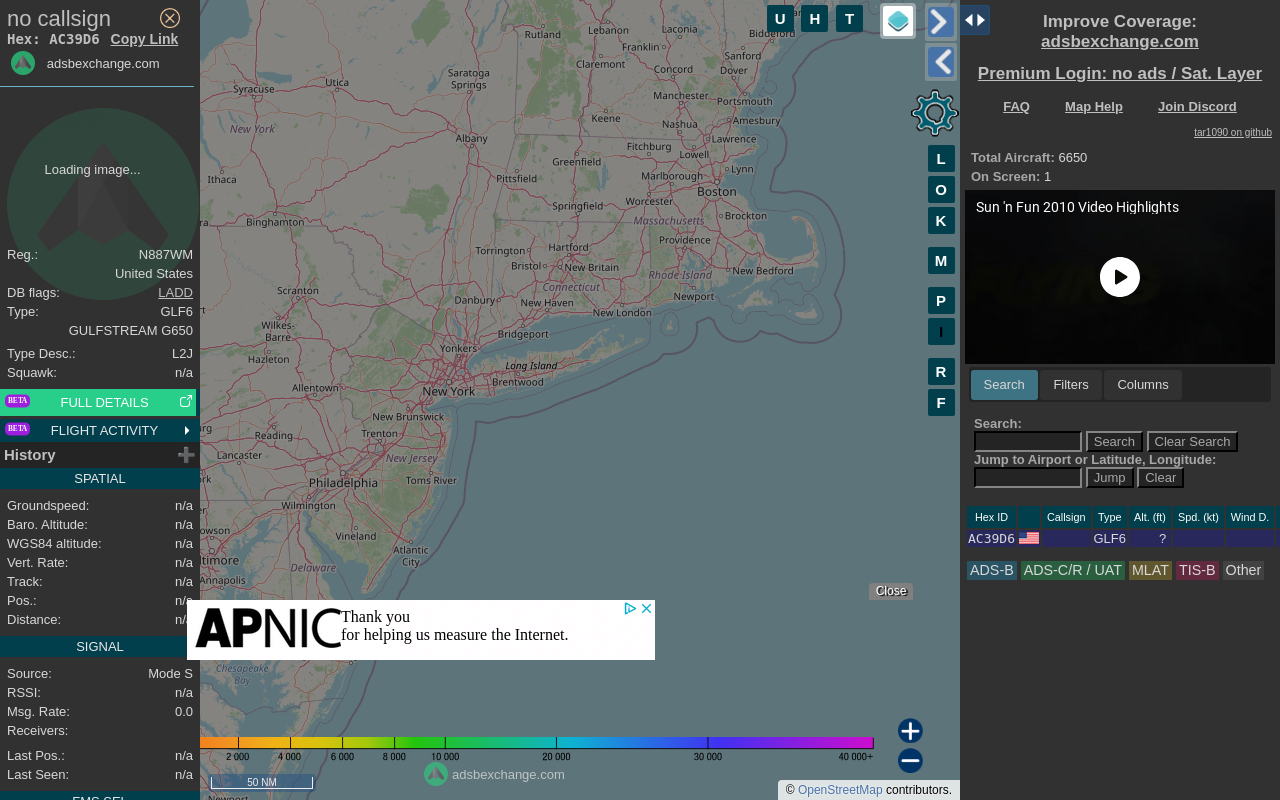 no callsign
Hex: AC39D6 Copy Link
adsbexchange.com
Loading image...
Reg.: N887WM
United States
DB flags: LADD
Type: GLF6
GULFSTREAM G650
Type Desc.: L2J
Squawk: n/a
BETA FULL DETAILS
BETA FLIGHT ACTIVITY
History
SPATIAL
Groundspeed: n/a
Baro. Altitude: n/a
WGS84 altitude: n/a
Vert. Rate: n/a
Track: n/a
Pos.:
Distance:
SIGNAL
Source: Mode S
RSSI: n/a
Msg. Rate: 0.0
Receivers:
Last Pos.: n/a
Last Seen: n/a
U H T
L
O
K
M
P
I
R
F
Rutland
Lebanon
Laconia
Biddeford
Franklin
Sanford
Claremont
Concord
Dover
Saratoga
Springs
Utica
Syracuse
Manchester
Portsmouth
Keene
Nashua
Amesbury
New York
Albany
Lawrence
Fitchburg
Lowell
Greenfield
Lynn
Ithaca
Pittsfield
Marlborough
Boston
Worcester
Springfield
Massachusetts
Brockton
Binghamton
Providence
Hartford
Torrington
Bristol
New Britain
Rhode Island
New Bedford
Connecticut
Newport
Scranton
Danbury
New Haven
New London
Wilkes-
Barre
Bridgeport
Yonkers
Hazleton
Long Island
Brentwood
Allentown
New York
New Brunswick
Reading
Trenton
Lancaster
New Jersey
Philadelphia
Toms River
Wilmington
Vineland
Atlantic
City
Delaware
Annapolis
Chesapeake
Bay
Close
APNIC
Thank you
for helping us measure the Internet.
2 000 4 000 6 000 8 000 10 000 20 000 30 000 40 000+
50 NM
adsbexchange.com
© OpenStreetMap contributors.
Improve Coverage:
adsbexchange.com
Premium Login: no ads / Sat. Layer
FAQ Map Help Join Discord
tar1090 on github
Total Aircraft: 6650
On Screen: 1
Sun 'n Fun 2010 Video Highlights
Search Filters Columns
Search:
Search Clear Search
Jump to Airport or Latitude, Longitude:
Jump Clear
Hex ID Callsign Type Alt. (ft) Spd. (kt) Wind D.
AC39D6 GLF6 ?
ADS-B ADS-C/R / UAT MLAT TIS-B Other